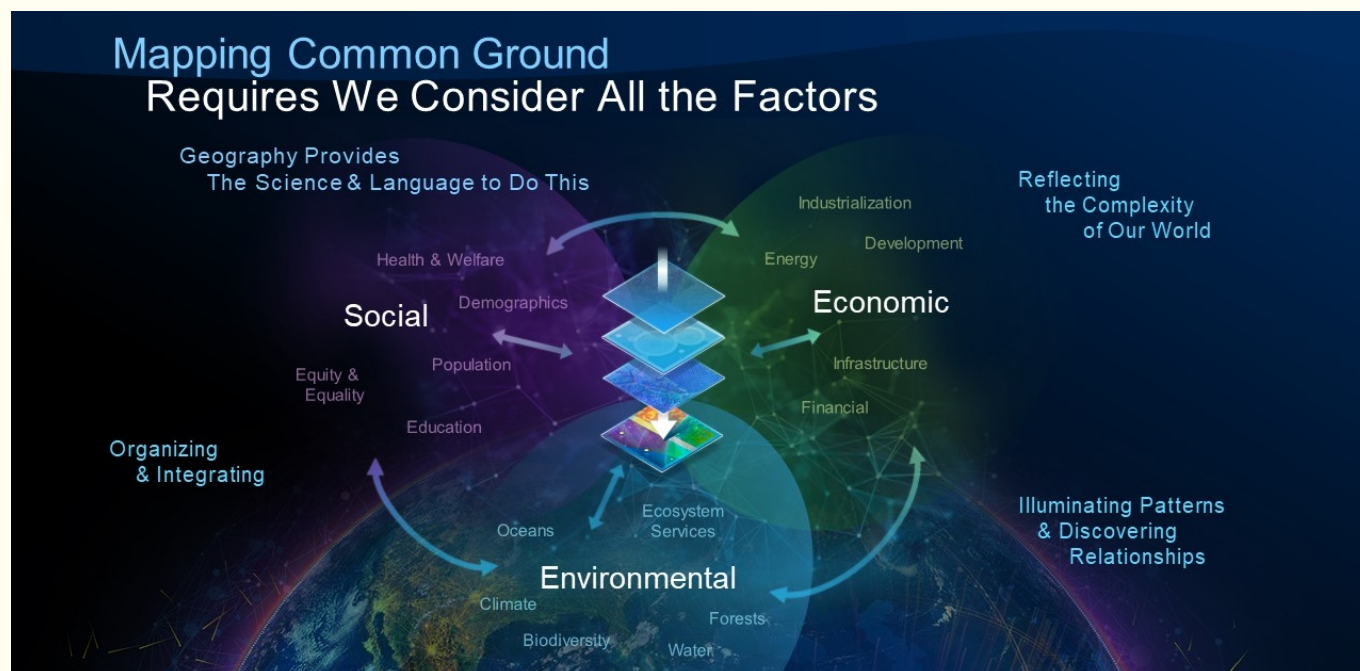 Mapping Common Ground
Requires We Consider All the Factors
Geography Provides
The Science & Language to Do This
Reflecting
the Complexity
of Our World
Industrialization
Development
Energy
Health & Welfare
Demographics
Social
Economic
Population
Equity &
Equality
Education
Infrastructure
Financial
Organizing
& Integrating
Illuminating Patterns
& Discovering
Relationships
Oceans
Ecosystem
Services
Environmental
Climate
Forests
Biodiversity
Water